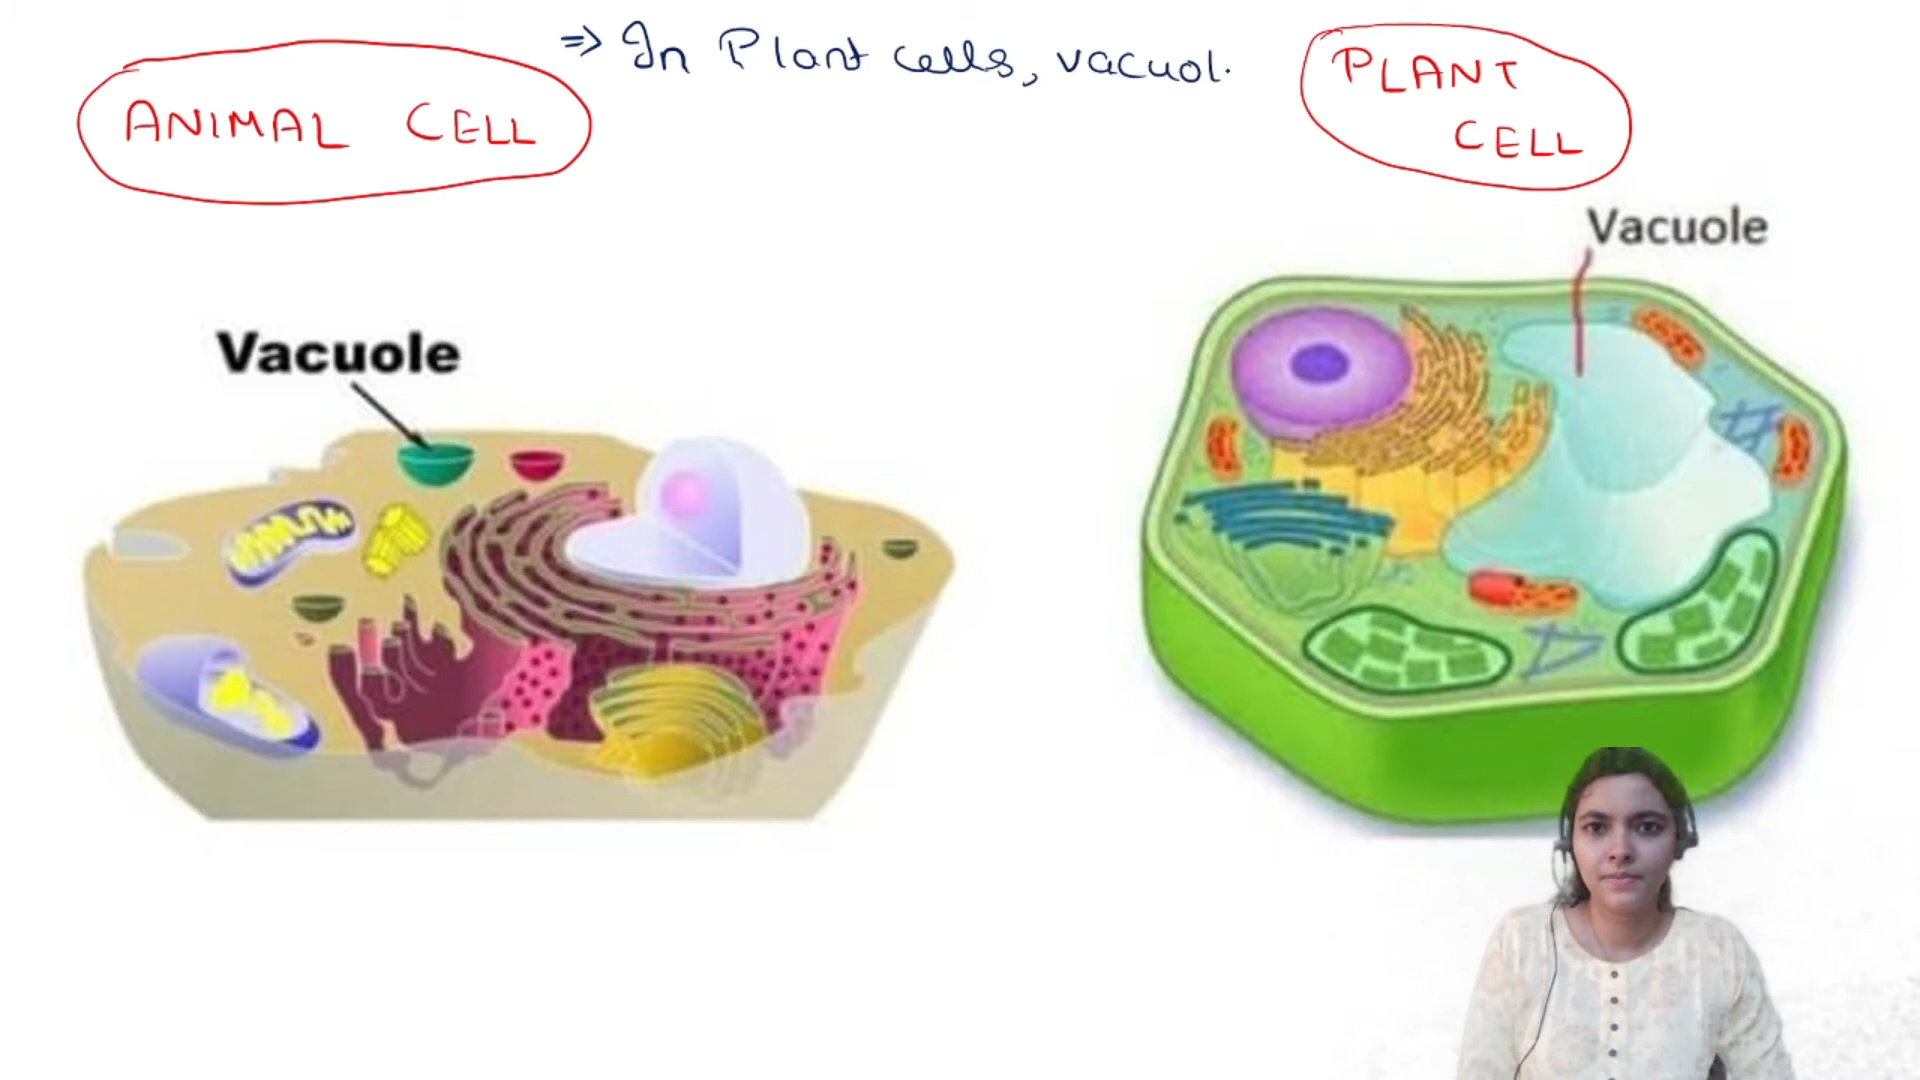 ⇒ In Plant cells, vacuol.
ANIMAL CELL
PLANT
CELL
Vacuole
Vacuole